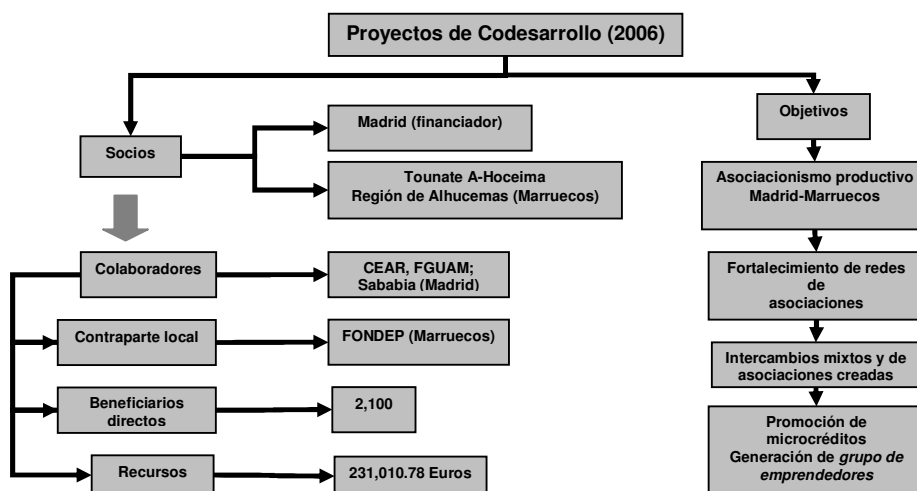 Proyectos de Codesarrollo (2006)
Socios
Madrid (financiador)
Tounate A-Hoceima
Región de Alhucemas (Marruecos)
Colaboradores
CEAR, FGUAM;
Sababia (Madrid)
Contraparte local
FONDEP (Marruecos)
Beneficiarios
directos
2,100
Recursos
231,010.78 Euros
Objetivos
Asociacionismo productivo
Madrid-Marruecos
Fortalecimiento de redes
de
asociaciones
Intercambios mixtos y de
asociaciones creadas
Promoción de
microcréditos
Generación de grupo de
emprendedores